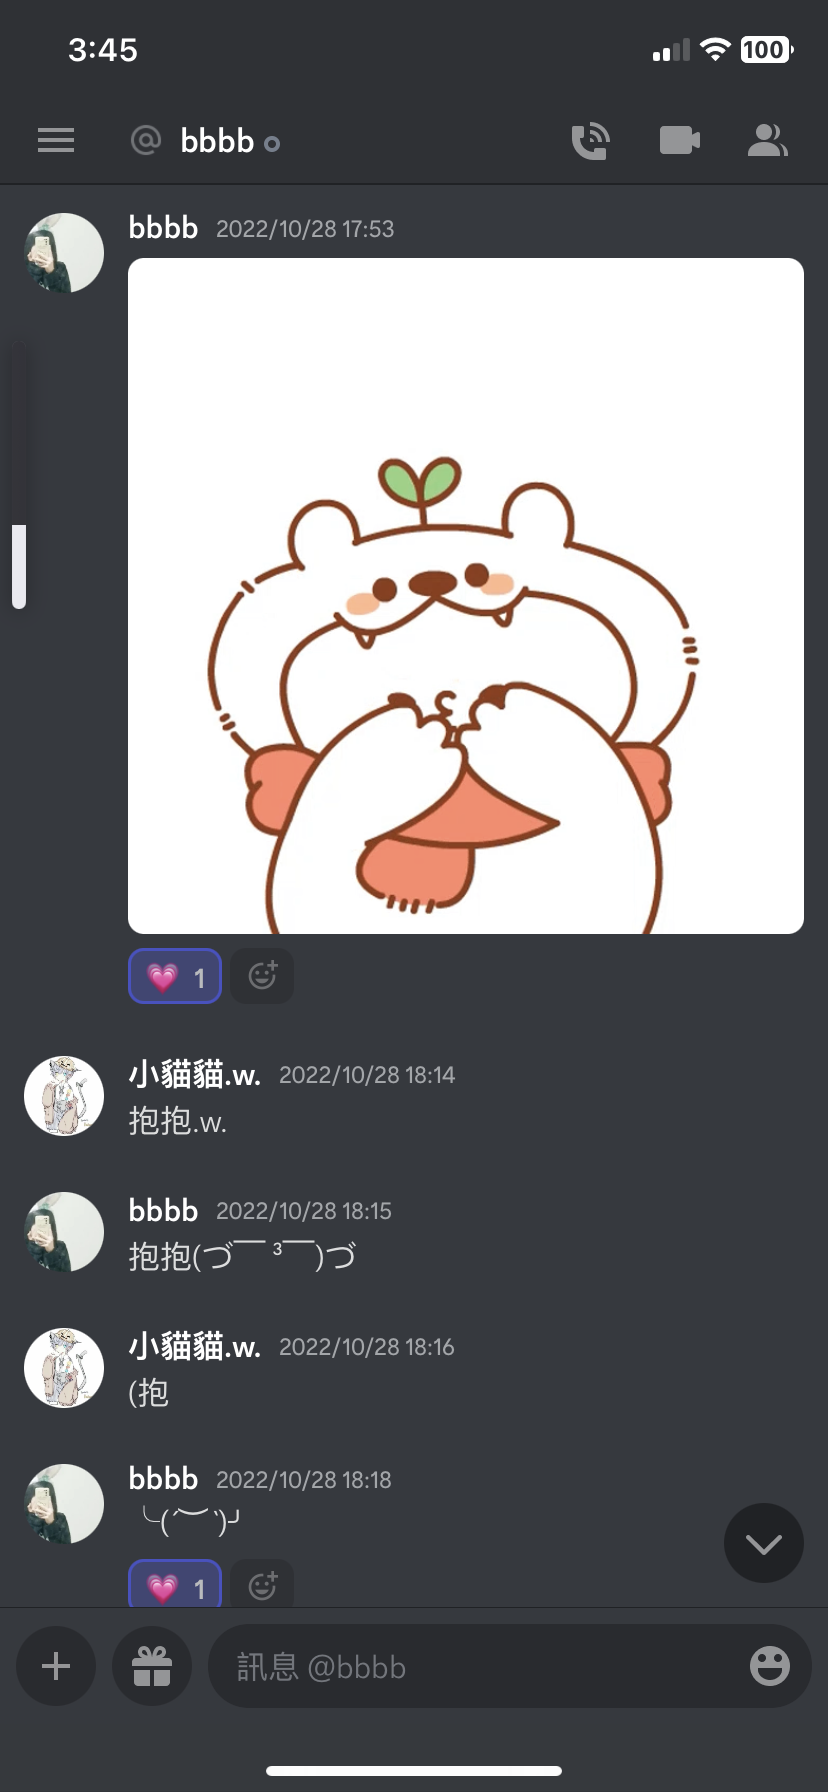 3:45
100
@ bbbb
bbbb 2022/10/28 17:53
💗 1
小貓貓.w. 2022/10/28 18:14
抱抱.w.
bbbb 2022/10/28 18:15
抱抱(づ￣ ³￣)づ
小貓貓.w. 2022/10/28 18:16
(抱
bbbb 2022/10/28 18:18
╰(*´︶`*)╯
💗 1
訊息 @bbbb